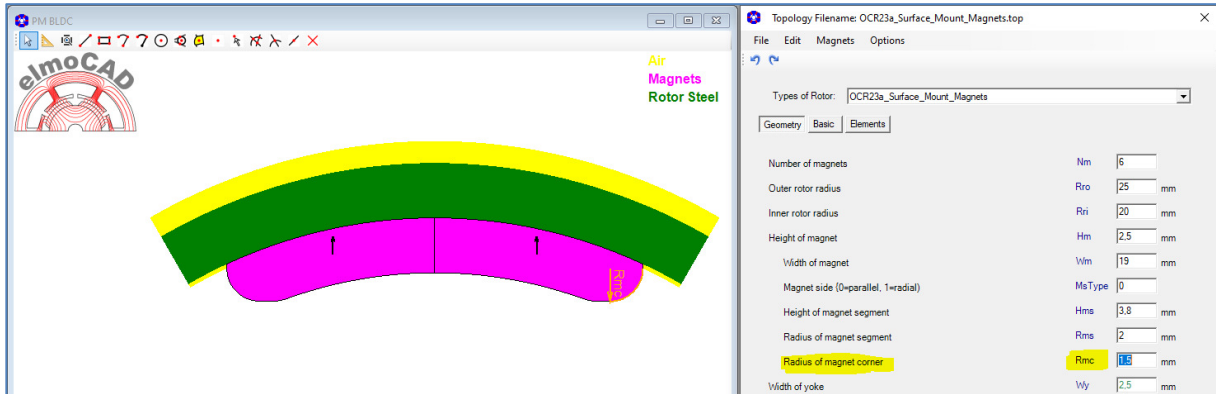 PM BLDC
elmoCAD
Air
Magnets
Rotor Steel
Rmc
Topology Filename: OCR23a_Surface_Mount_Magnets.top
File Edit Magnets Options
Types of Rotor: OCR23a_Surface_Mount_Magnets
Geometry Basic Elements
Number of magnets Nm 6
Outer rotor radius Rro 25 mm
Inner rotor radius Rri 20 mm
Height of magnet Hm 2,5 mm
Width of magnet Wm 19 mm
Magnet side (0=parallel, 1=radial) MsType 0
Height of magnet segment Hms 3,8 mm
Radius of magnet segment Rms 2 mm
Radius of magnet corner Rmc 1,5 mm
Width of yoke Wy 2.5 mm